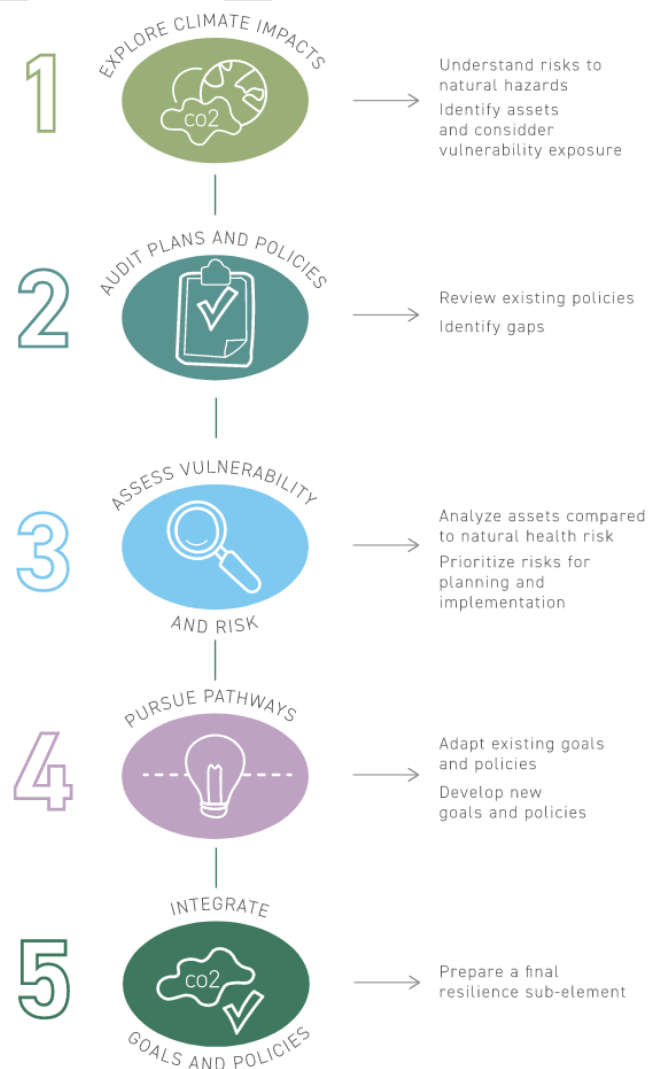 1
EXPLORE CLIMATE IMPACTS
co2
Understand risks to
natural hazards
Identify assets
and considder
vulnerability exposure
2
AUDIT PLANS AND POLICIES
Review existing policies
Identify gaps
3
ASSESS VULNERABILITY
AND RISK
Analyze assets compared
to natural health risk
Prioritize risks for
planning and
implementation
4
PURSUE PATHWAYS
Adapt existing goals
and policies
Develop new
goals and policies
5
INTEGRATE
co2
GOALS AND POLICIES
Prepare a final
resilience sub-element